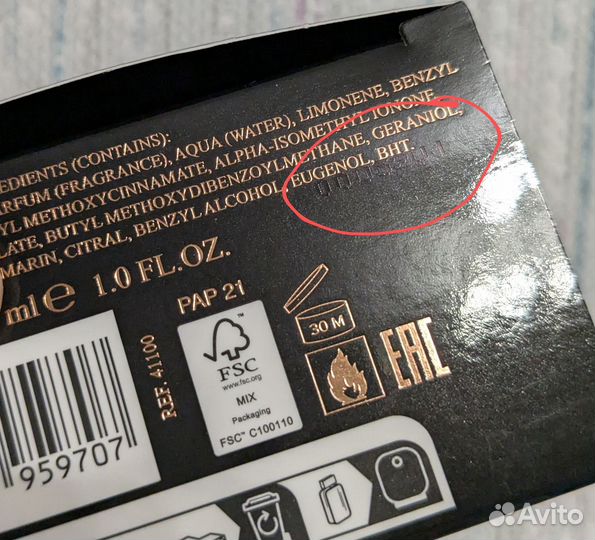 EDIENTS (CONTAINS):
ARFUM (FRAGRANCE), AQUA (WATER), LIMONENE, BENZYL
YL METHOXYCINNAMATE, ALPHA-ISOMETHYL IONONE,
LATE, BUTYL METHOXYDIBENZOYLMETHANE, GERANIOL,
MARIN, CITRAL, BENZYL ALCOHOL, EUGENOL, BHT.
ml e 1.0 FL.OZ.
PAP 21
30 M
REF. 41100
FSC
www.fsc.org
MIX
Packaging
FSC™ C100110
EAC
959707
Avito